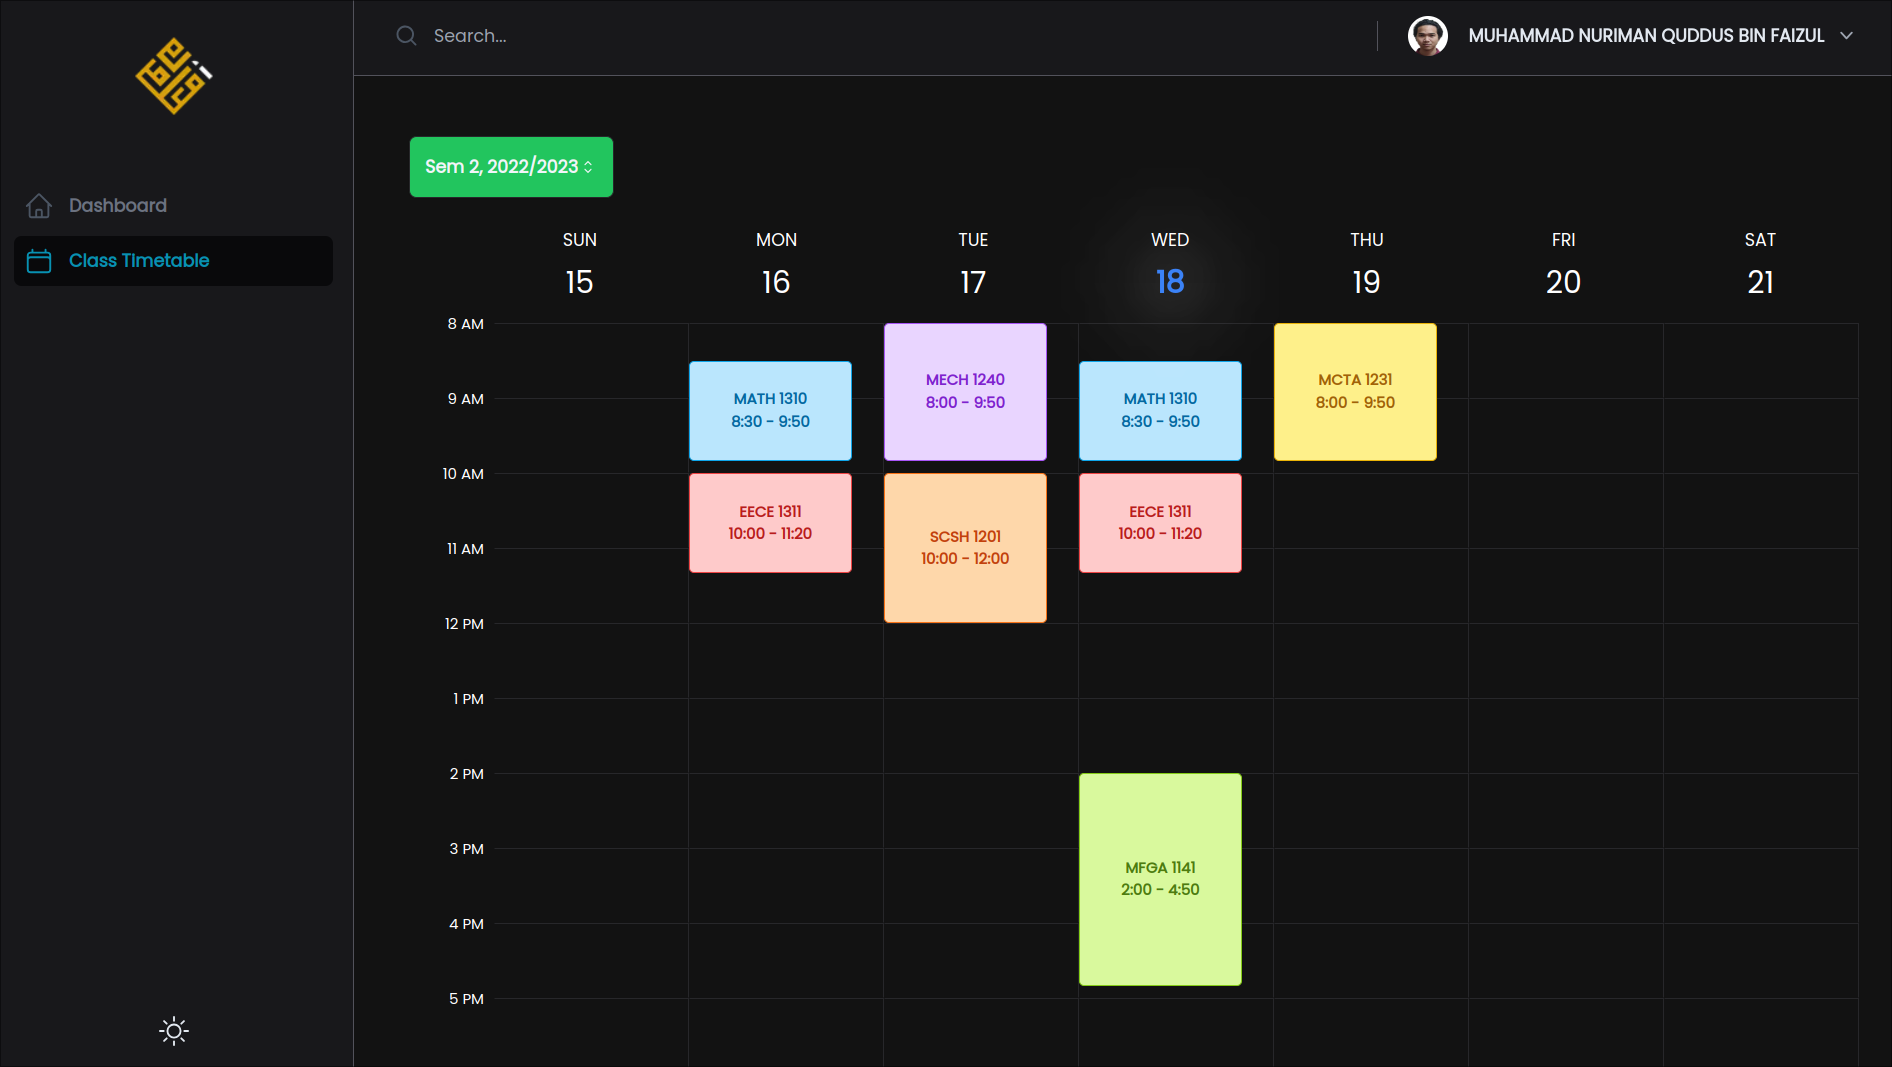 Search...
MUHAMMAD NURIMAN QUDDUS BIN FAIZUL
Dashboard
Class Timetable
Sem 2, 2022/2023
SUN MON TUE WED THU FRI SAT
15 16 17 18 19 20 21
8 AM
MECH 1240
8:00 - 9:50
MCTA 1231
8:00 - 9:50
9 AM
MATH 1310
8:30 - 9:50
MATH 1310
8:30 - 9:50
10 AM
EECE 1311
10:00 - 11:20
SCSH 1201
10:00 - 12:00
EECE 1311
10:00 - 11:20
11 AM
12 PM
1 PM
2 PM
3 PM
MFGA 1141
2:00 - 4:50
4 PM
5 PM